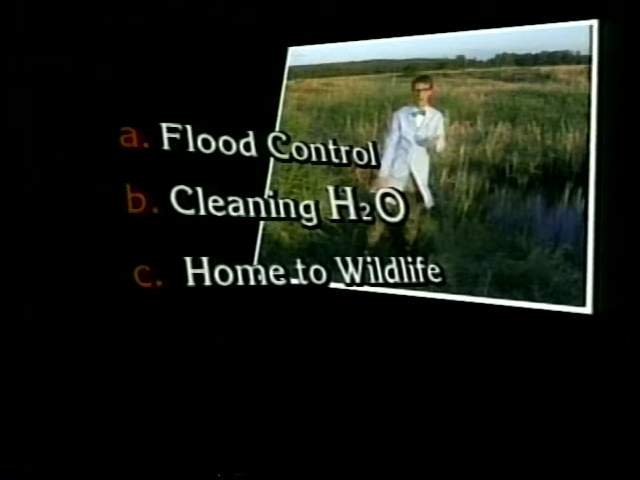 a. Flood Control
b. Cleaning H₂O
c. Home to Wildlife